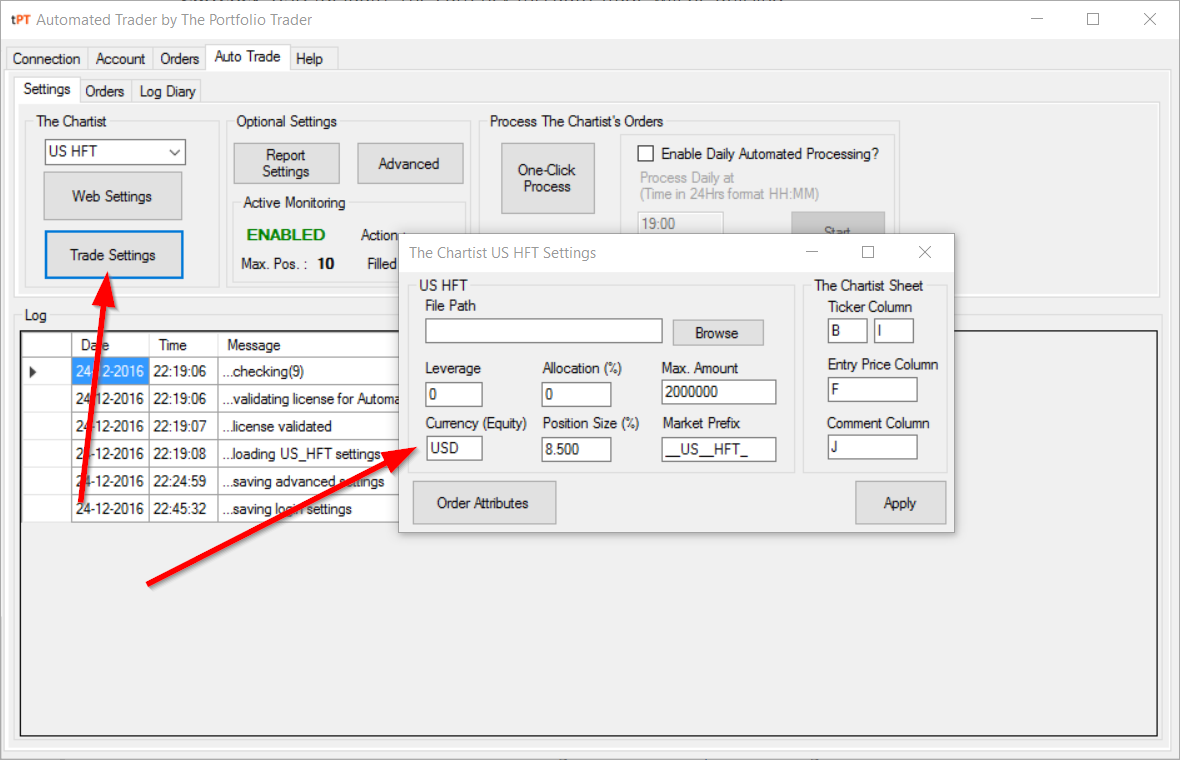 tPT Automated Trader by The Portfolio Trader
Connection Account Orders Auto Trade Help
Settings Orders Log Diary
The Chartist
US HFT
Web Settings
Trade Settings
Optional Settings
Report
Settings
Advanced
Active Monitoring
ENABLED Action
Max. Pos. : 10 Filled
Process The Chartist's Orders
One-Click
Process
Enable Daily Automated Processing?
Process Daily at
(Time in 24Hrs format HH:MM)
19:00
Start
Log
Date Time Message
24-12-2016 22:19:06 ...checking(9)
24-12-2016 22:19:06 ...validating license for Automa
24-12-2016 22:19:07 ...license validated
24-12-2016 22:19:08 ...loading US_HFT settings
24-12-2016 22:24:59 ...saving advanced settings
24-12-2016 22:45:32 ...saving login settings
The Chartist US HFT Settings
US HFT
File Path
Browse
Leverage Allocation (%) Max. Amount
0 0 2000000
Currency (Equity) Position Size (%) Market Prefix
USD 8.500 __US__HFT_
Order Attributes
The Chartist Sheet
Ticker Column
B I
Entry Price Column
F
Comment Column
J
Apply